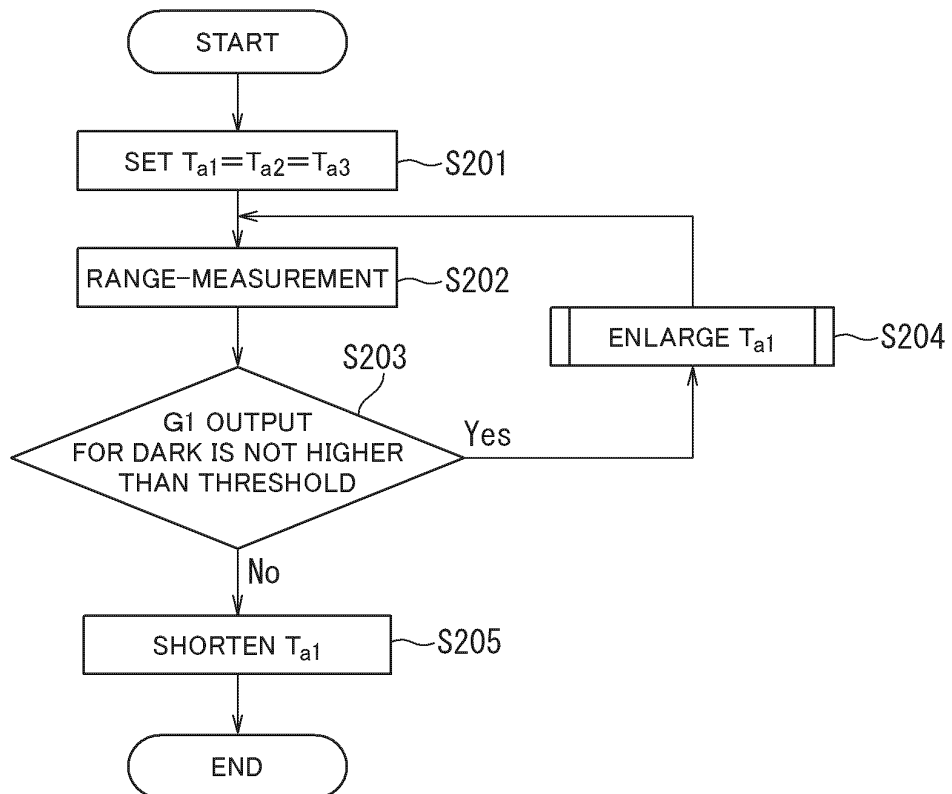 START
SET Ta1=Ta2=Ta3
S201
RANGE-MEASUREMENT
S202
ENLARGE Ta1
S204
S203
G1 OUTPUT
FOR DARK IS NOT HIGHER
THAN THRESHOLD
Yes
No
SHORTEN Ta1
S205
END